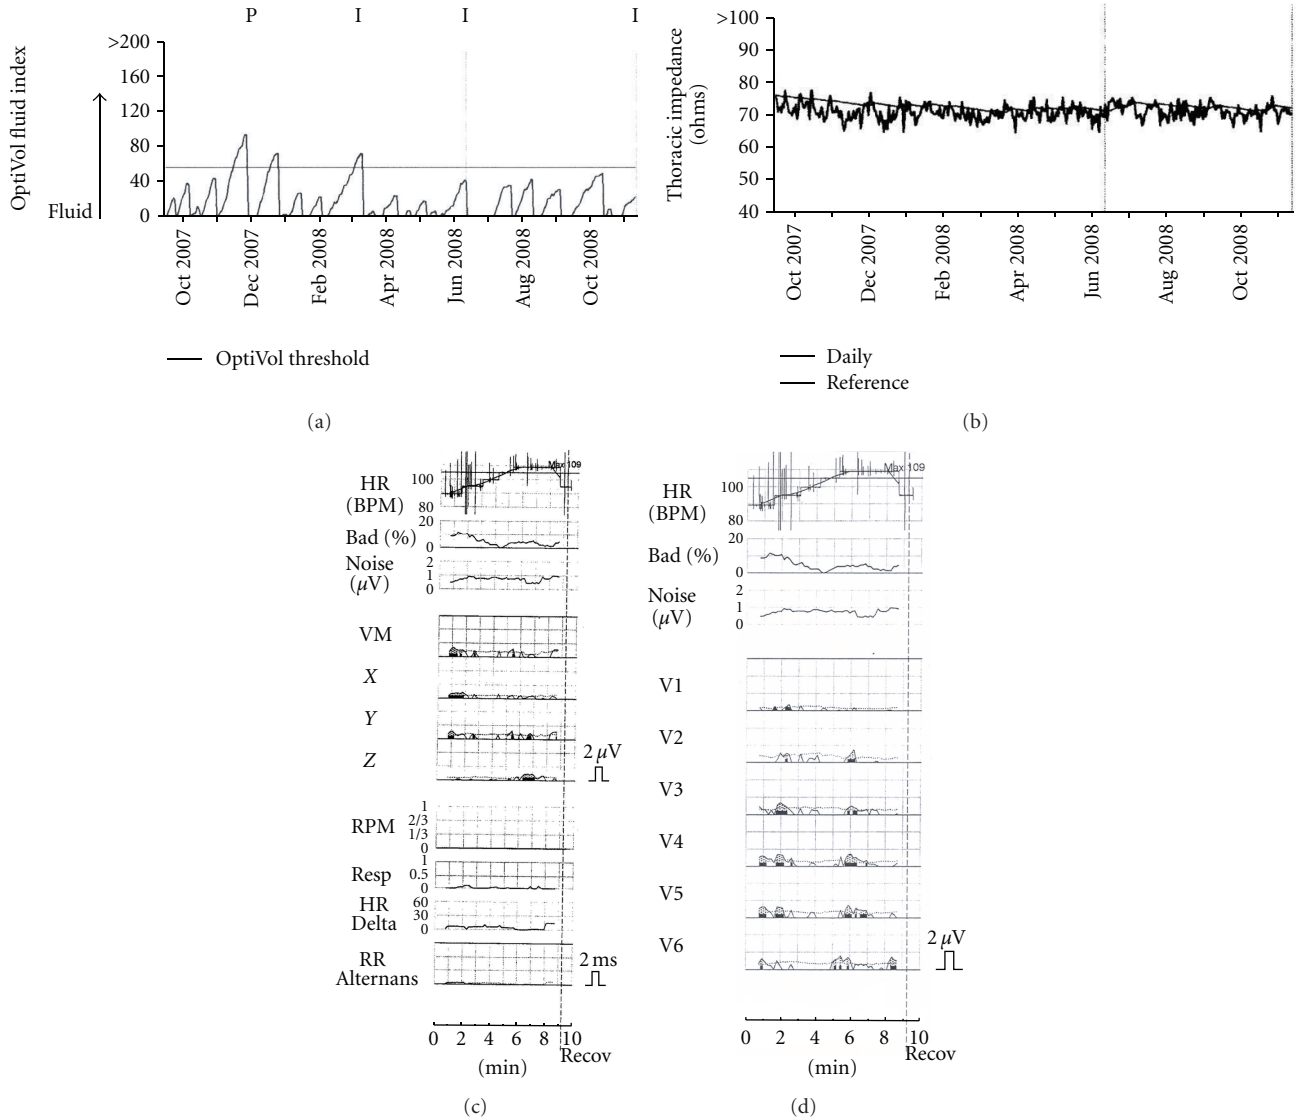 P I I I
OptiVol fluid index
Fluid
>200
160
120
80
40
0
Oct 2007
Dec 2007
Feb 2008
Apr 2008
Jun 2008
Aug 2008
Oct 2008
OptiVol threshold
(a)
Thoracic impedance
(ohms)
>100
90
80
70
60
50
40
Oct 2007
Dec 2007
Feb 2008
Apr 2008
Jun 2008
Aug 2008
Oct 2008
Daily
Reference
(b)
Max 109
HR
(BPM)
100
80
Bad (%)
20
0
Noise
(μV)
2
1
0
VM
X
Y
Z
2 μV
RPM
1
2/3
1/3
0
Resp
1
0.5
0
HR
Delta
60
30
0
RR
Alternans
2 ms
0 2 4 6 8 10
Recov
(min)
(c)
Max 109
HR
(BPM)
100
80
Bad (%)
20
0
Noise
(μV)
2
1
0
V1
V2
V3
V4
V5
V6
2 μV
0 2 4 6 8 10
Recov
(min)
(d)